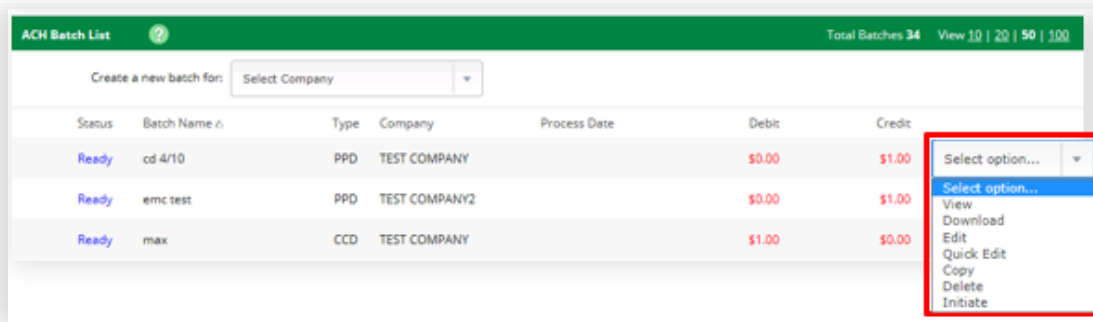 ACH Batch List ? Total Batches 34 View 10 | 20 | 50 | 100
Create a new batch for: Select Company
Status Batch Name Type Company Process Date Debit Credit
Ready cd 4/10 PPD TEST COMPANY $0.00 $1.00 Select option...
Ready emc test PPD TEST COMPANY2 $0.00 $1.00
Ready max CCD TEST COMPANY $1.00 $0.00
Select option...
View
Download
Edit
Quick Edit
Copy
Delete
Initiate